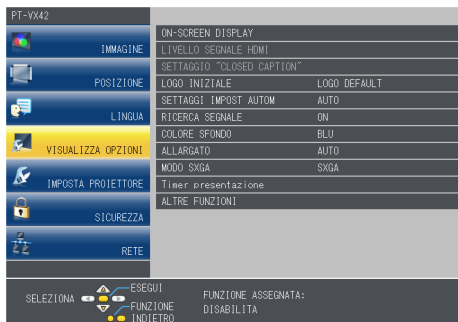 PT-VX42
IMMAGINE
POSIZIONE
LINGUA
VISUALIZZA OPZIONI
IMPOSTA PROIETTORE
SICUREZZA
RETE
ON-SCREEN DISPLAY
LIVELLO SEGNALE HDMI
SETTAGGIO "CLOSED CAPTION"
LOGO INIZIALE LOGO DEFAULT
SETTAGGI IMPOST AUTOM AUTO
RICERCA SEGNALE ON
COLORE SFONDO BLU
ALLARGATO AUTO
MODO SXGA SXGA
Timer presentazione
ALTRE FUNZIONI
SELEZIONA
ESEGUI
FUNZIONE
INDIETRO
FUNZIONE ASSEGNATA:
DISABILITA